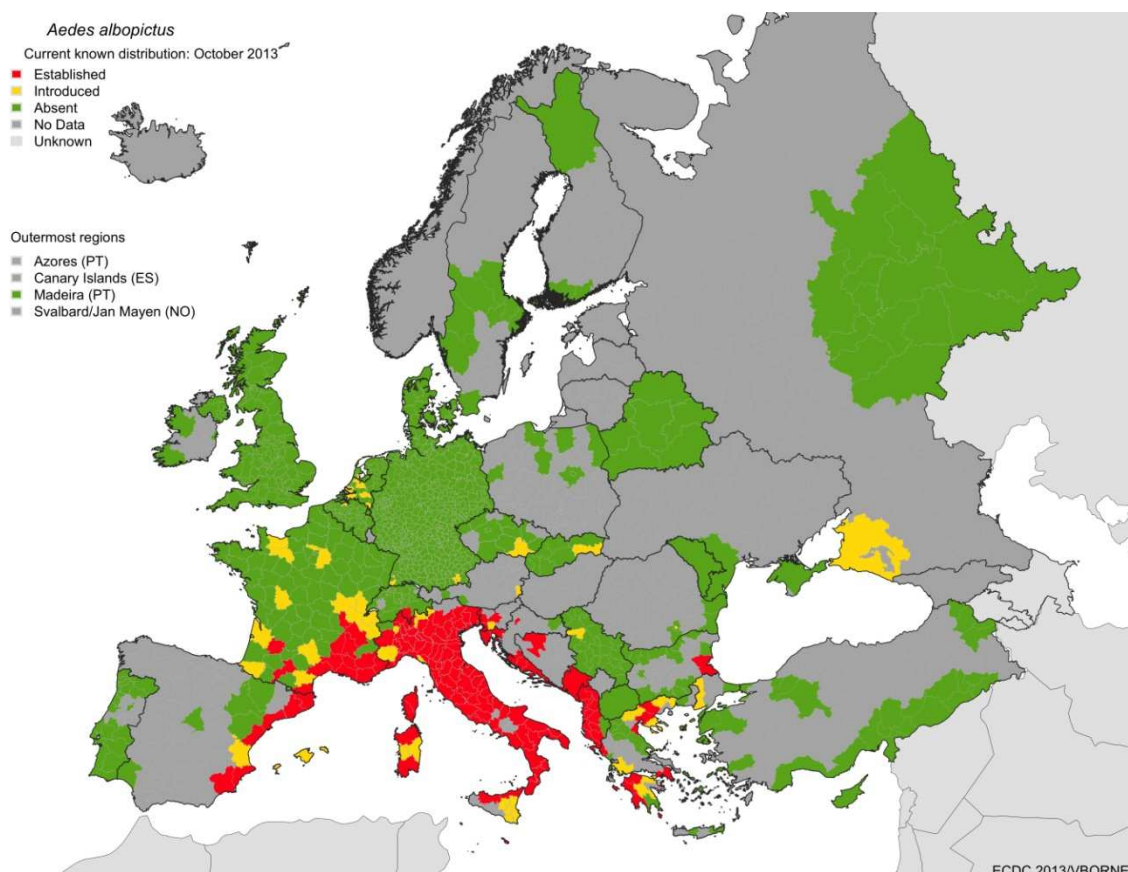 Aedes albopictus
Current known distribution: October 2013
Established
Introduced
Absent
No Data
Unknown
Outermost regions
Azores (PT)
Canary Islands (ES)
Madeira (PT)
Svalbard/Jan Mayen (NO)
ECDC 2013/VBORNE